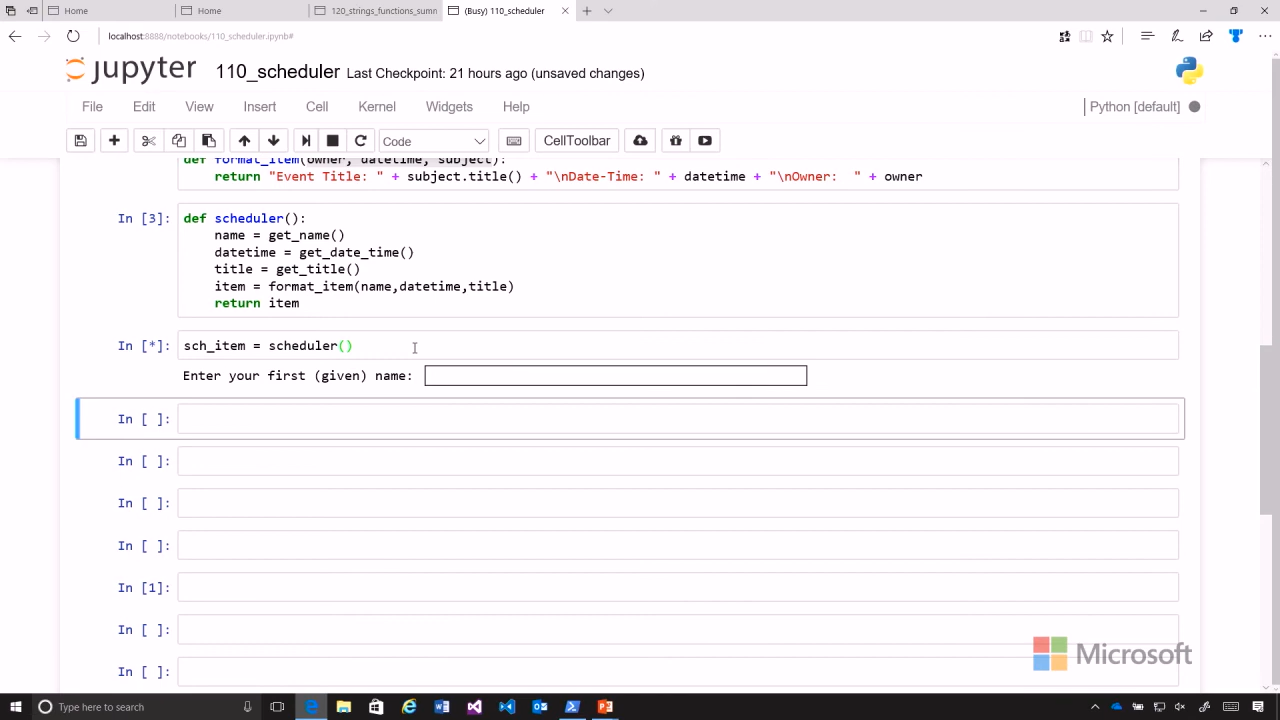 Home
Home
120_strings_functions_sumn
(Busy) 110_scheduler
localhost:8888/notebooks/110_scheduler.ipynb#
jupyter 110_scheduler Last Checkpoint: 21 hours ago (unsaved changes)
File Edit View Insert Cell Kernel Widgets Help
Python [default]
Code
CellToolbar
def format_item(owner, datetime, subject):
return "Event Title: " + subject.title() + "\nDate-Time: " + datetime + "\nOwner:  " + owner
In [3]:
def scheduler():
name = get_name()
datetime = get_date_time()
title = get_title()
item = format_item(name,datetime,title)
return item
In [*]: sch_item = scheduler()
Enter your first (given) name:
In [ ]:
In [ ]:
In [ ]:
In [ ]:
In [1]:
In [ ]:
In [ ]:
Microsoft
Type here to search